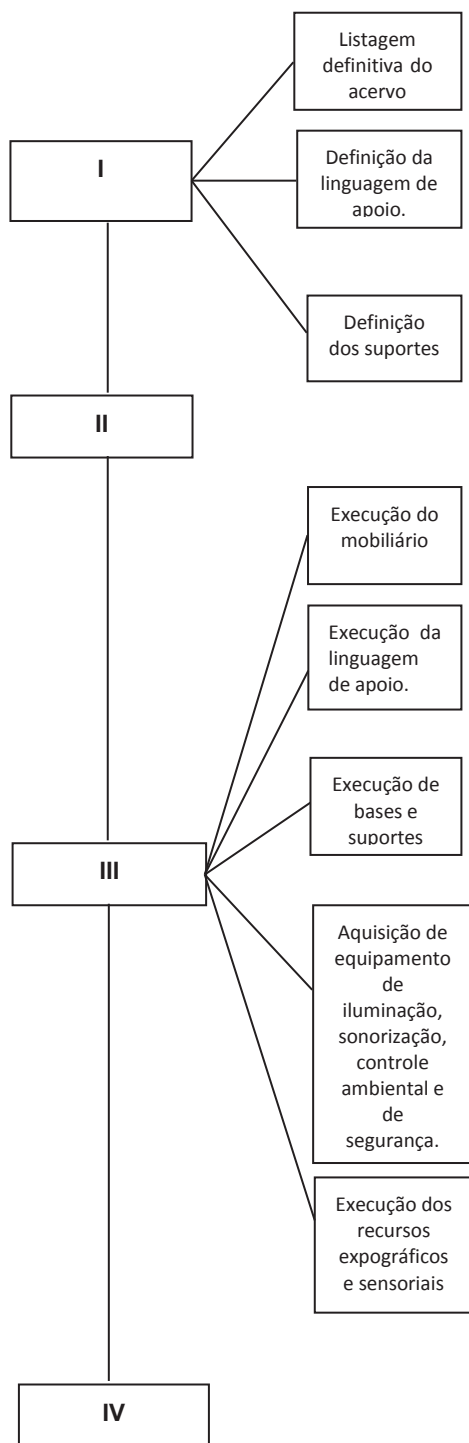 Listagem
definitiva do
acervo
I
Definição da
linguagem de
apoio.
Definição
dos suportes
II
Execução do
mobiliário
Execução da
linguagem
de apoio.
Execução de
bases e
suportes
III
Aquisição de
equipamento
de
iluminação,
sonorização,
controle
ambiental e
de
segurança.
Execução dos
recursos
expográficos
e sensoriais
IV